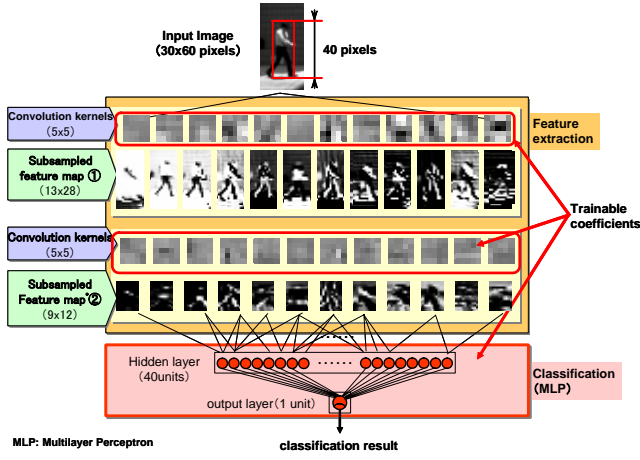 Input Image
(30x60 pixels)
40 pixels
Convolution kernels
(5x5)
Feature
extraction
Subsampled
feature map ①
(13x28)
Trainable
coefficients
Convolution kernels
(5x5)
Subsampled
Feature map ②
(9x12)
Hidden layer
(40units)
Classification
(MLP)
output layer(1 unit)
MLP: Multilayer Perceptron
classification result